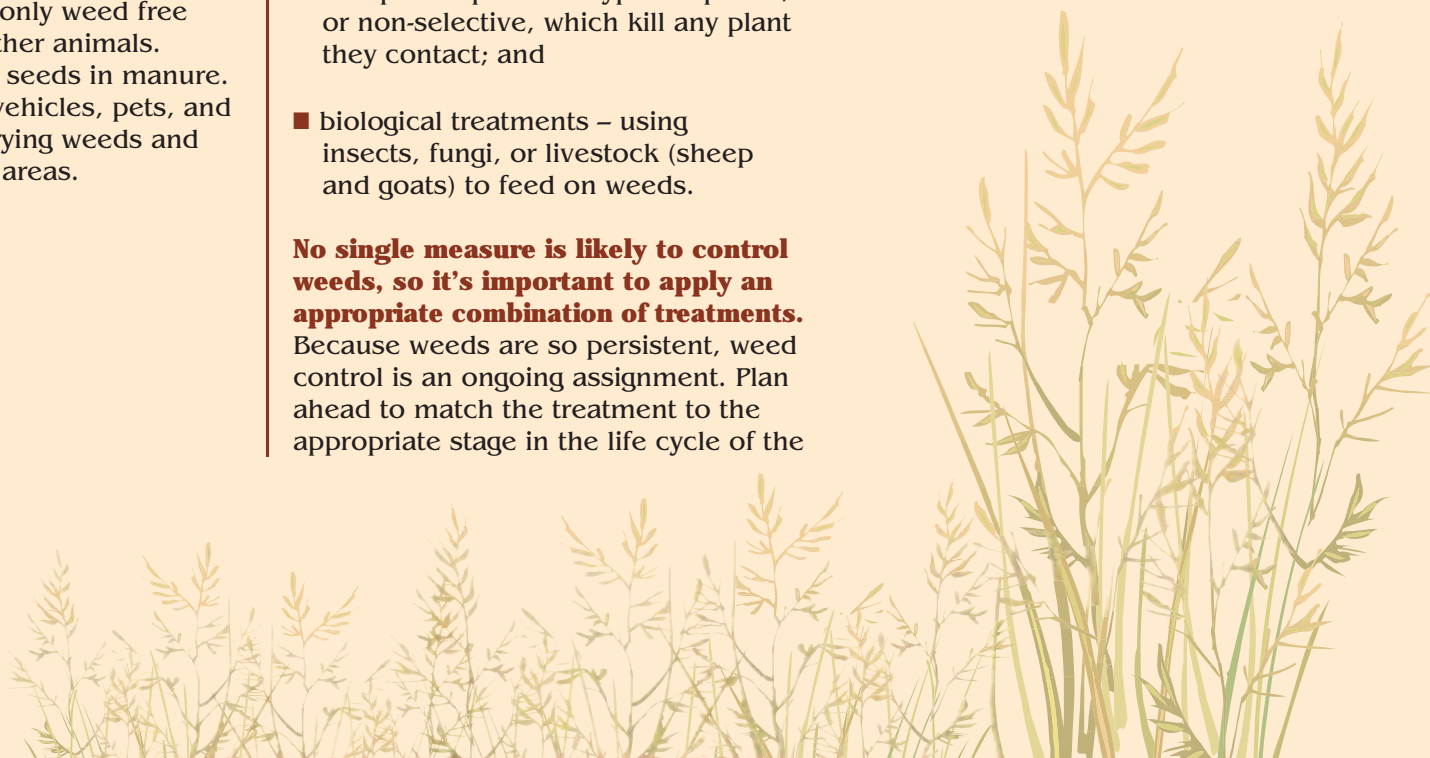 only weed free
ther animals.
seeds in manure.
vehicles, pets, and
rying weeds and
areas.
or non-selective, which kill any plant
they contact; and
■ biological treatments – using
insects, fungi, or livestock (sheep
and goats) to feed on weeds.
No single measure is likely to control
weeds, so it’s important to apply an
appropriate combination of treatments.
Because weeds are so persistent, weed
control is an ongoing assignment. Plan
ahead to match the treatment to the
appropriate stage in the life cycle of the